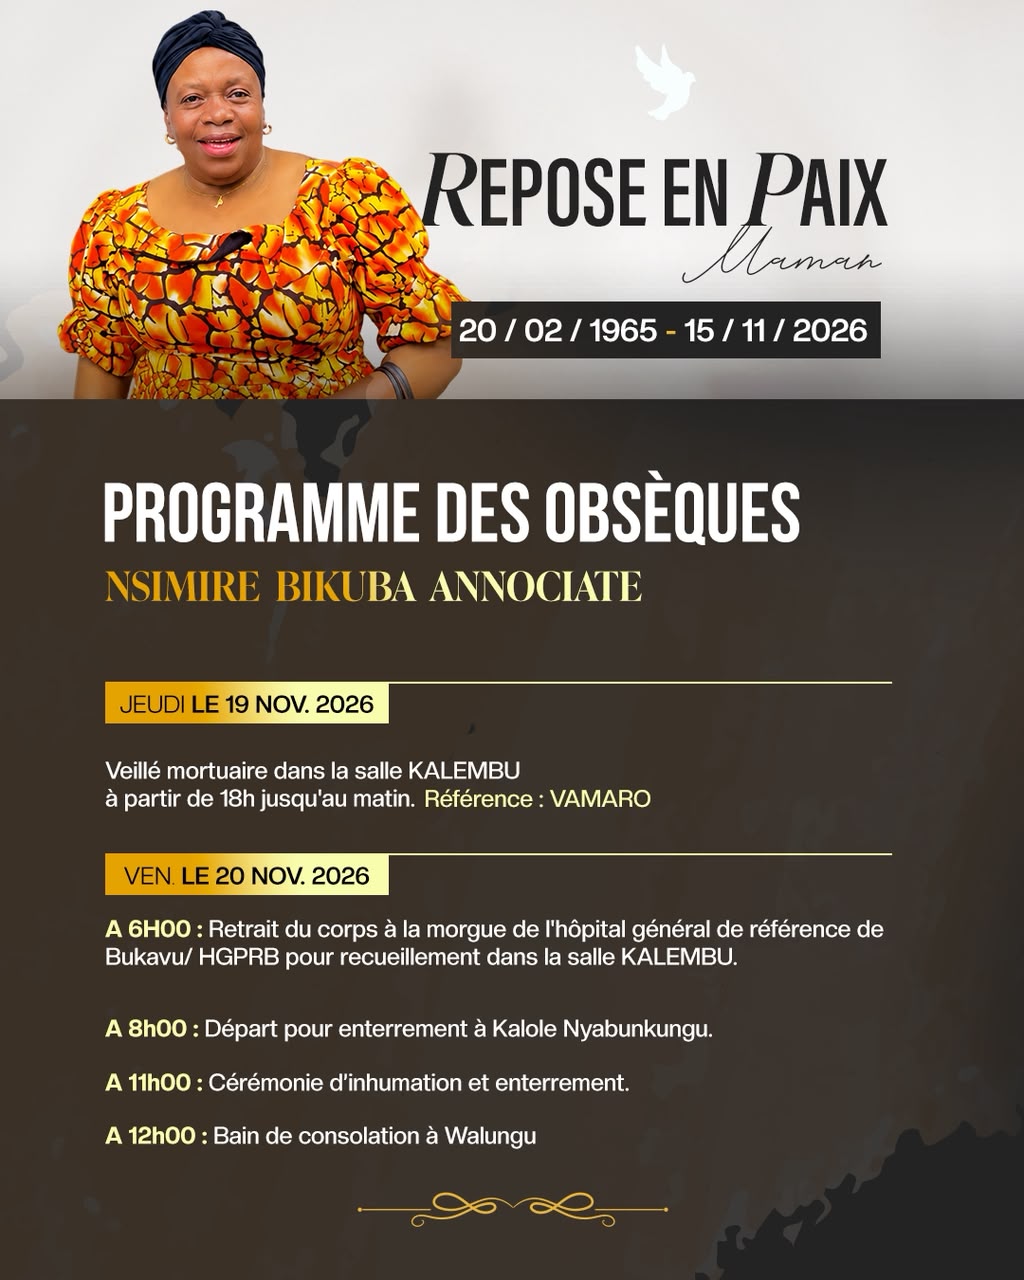 REPOSE EN PAIX
Maman
20 / 02 / 1965 - 15 / 11 / 2026
PROGRAMME DES OBSÈQUES
NSIMIRE BIKUBA ANNOCIATE
JEUDI LE 19 NOV. 2026
Veillé mortuaire dans la salle KALEMBU
à partir de 18h jusqu'au matin. Référence : VAMARO
VEN. LE 20 NOV. 2026
A 6H00 : Retrait du corps à la morgue de l'hôpital général de référence de
Bukavu/ HGPRB pour recueillement dans la salle KALEMBU.
A 8h00 : Départ pour enterrement à Kalole Nyabunkungu.
A 11h00 : Cérémonie d'inhumation et enterrement.
A 12h00 : Bain de consolation à Walungu